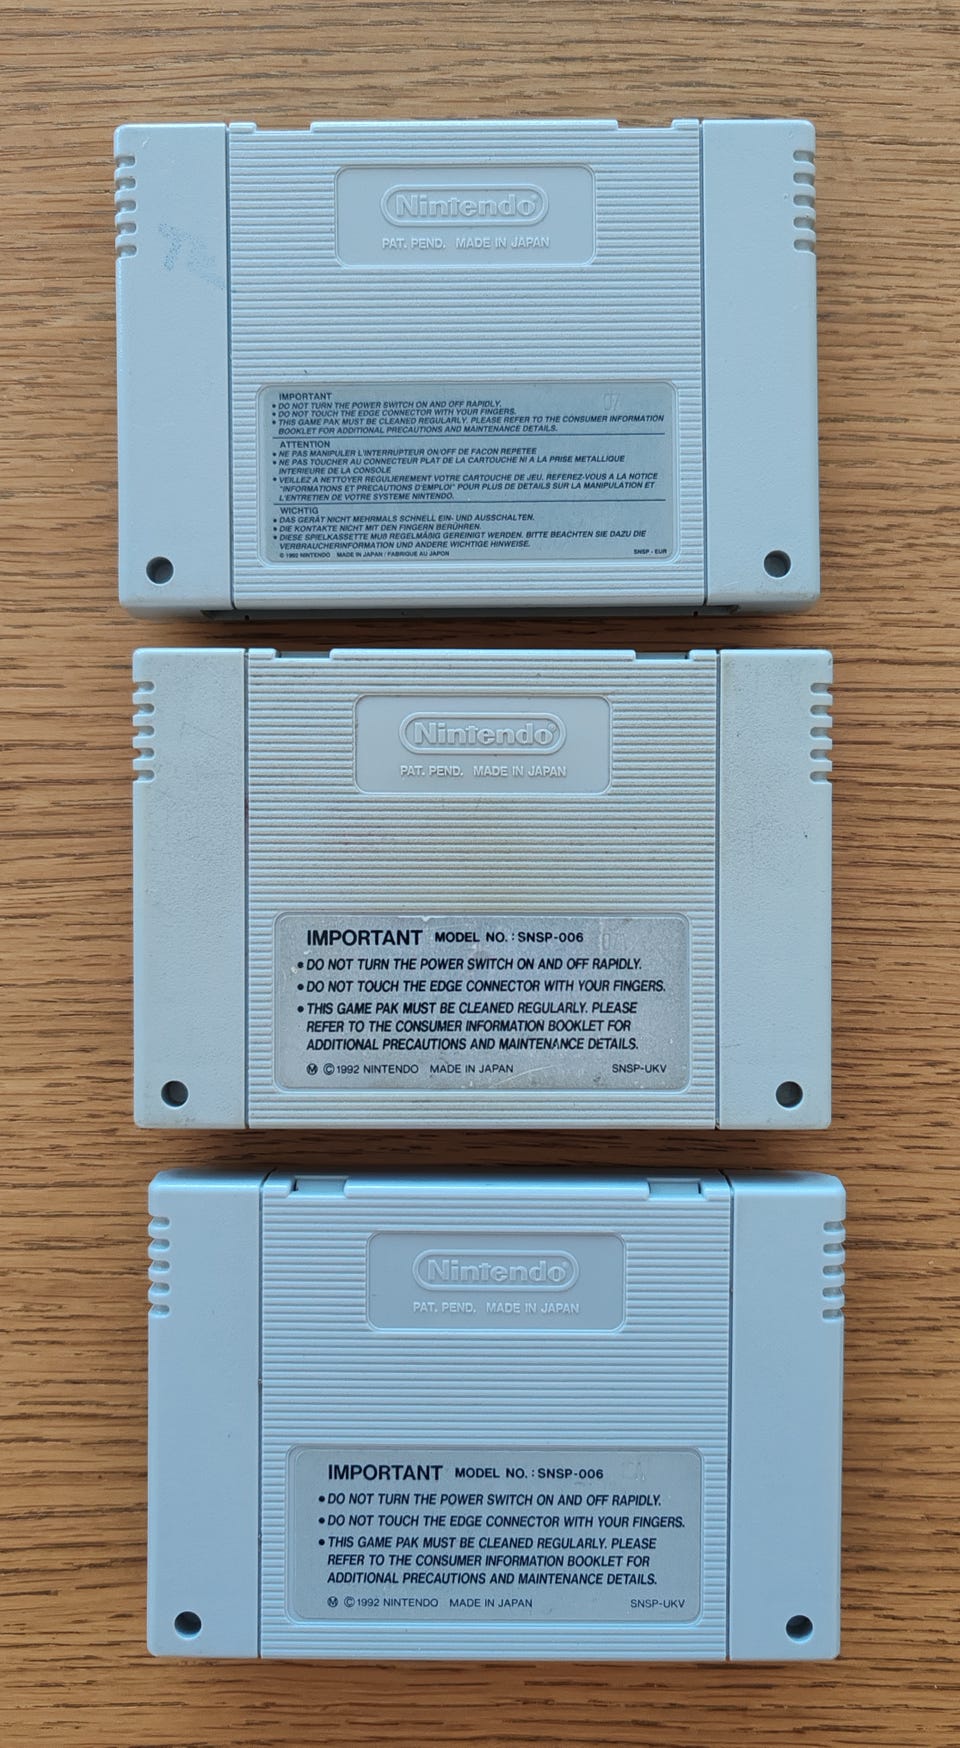 Nintendo®
PAT. PEND. MADE IN JAPAN
07
IMPORTANT
• DO NOT TURN THE POWER SWITCH ON AND OFF RAPIDLY.
• DO NOT TOUCH THE EDGE CONNECTOR WITH YOUR FINGERS.
• THIS GAME PAK MUST BE CLEANED REGULARLY. PLEASE REFER TO THE CONSUMER INFORMATION
BOOKLET FOR ADDITIONAL PRECAUTIONS AND MAINTENANCE DETAILS.
ATTENTION
• NE PAS MANIPULER L'INTERRUPTEUR ON/OFF DE FACON REPETEE
• NE PAS TOUCHER AU CONNECTEUR PLAT DE LA CARTOUCHE NI A LA PRISE METALLIQUE
INTERIEURE DE LA CONSOLE
• VEILLEZ A NETTOYER REGULIEREMENT VOTRE CARTOUCHE DE JEU. REFEREZ-VOUS A LA NOTICE
"INFORMATIONS ET PRECAUTIONS D'EMPLOI" POUR PLUS DE DETAILS SUR LA MANIPULATION ET
L'ENTRETIEN DE VOTRE SYSTEME NINTENDO.
WICHTIG
• DAS GERÄT NICHT MEHRMALS SCHNELL EIN- UND AUSSCHALTEN.
• DIE KONTAKTE NICHT MIT DEN FINGERN BERÜHREN.
• DIESE SPIELKASSETTE MUß REGELMÄßIG GEREINIGT WERDEN. BITTE BEACHTEN SIE DAZU DIE
VERBRAUCHERINFORMATION UND ANDERE WICHTIGE HINWEISE.
© 1992 NINTENDO MADE IN JAPAN / FABRIQUE AU JAPON SNSP - EUR
Nintendo®
PAT. PEND. MADE IN JAPAN
IMPORTANT MODEL NO. : SNSP-006
• DO NOT TURN THE POWER SWITCH ON AND OFF RAPIDLY.
• DO NOT TOUCH THE EDGE CONNECTOR WITH YOUR FINGERS.
• THIS GAME PAK MUST BE CLEANED REGULARLY. PLEASE
REFER TO THE CONSUMER INFORMATION BOOKLET FOR
ADDITIONAL PRECAUTIONS AND MAINTENANCE DETAILS.
Ⓜ © 1992 NINTENDO MADE IN JAPAN SNSP-UKV
Nintendo®
PAT. PEND. MADE IN JAPAN
IMPORTANT MODEL NO. : SNSP-006
• DO NOT TURN THE POWER SWITCH ON AND OFF RAPIDLY.
• DO NOT TOUCH THE EDGE CONNECTOR WITH YOUR FINGERS.
• THIS GAME PAK MUST BE CLEANED REGULARLY. PLEASE
REFER TO THE CONSUMER INFORMATION BOOKLET FOR
ADDITIONAL PRECAUTIONS AND MAINTENANCE DETAILS.
Ⓜ © 1992 NINTENDO MADE IN JAPAN SNSP-UKV